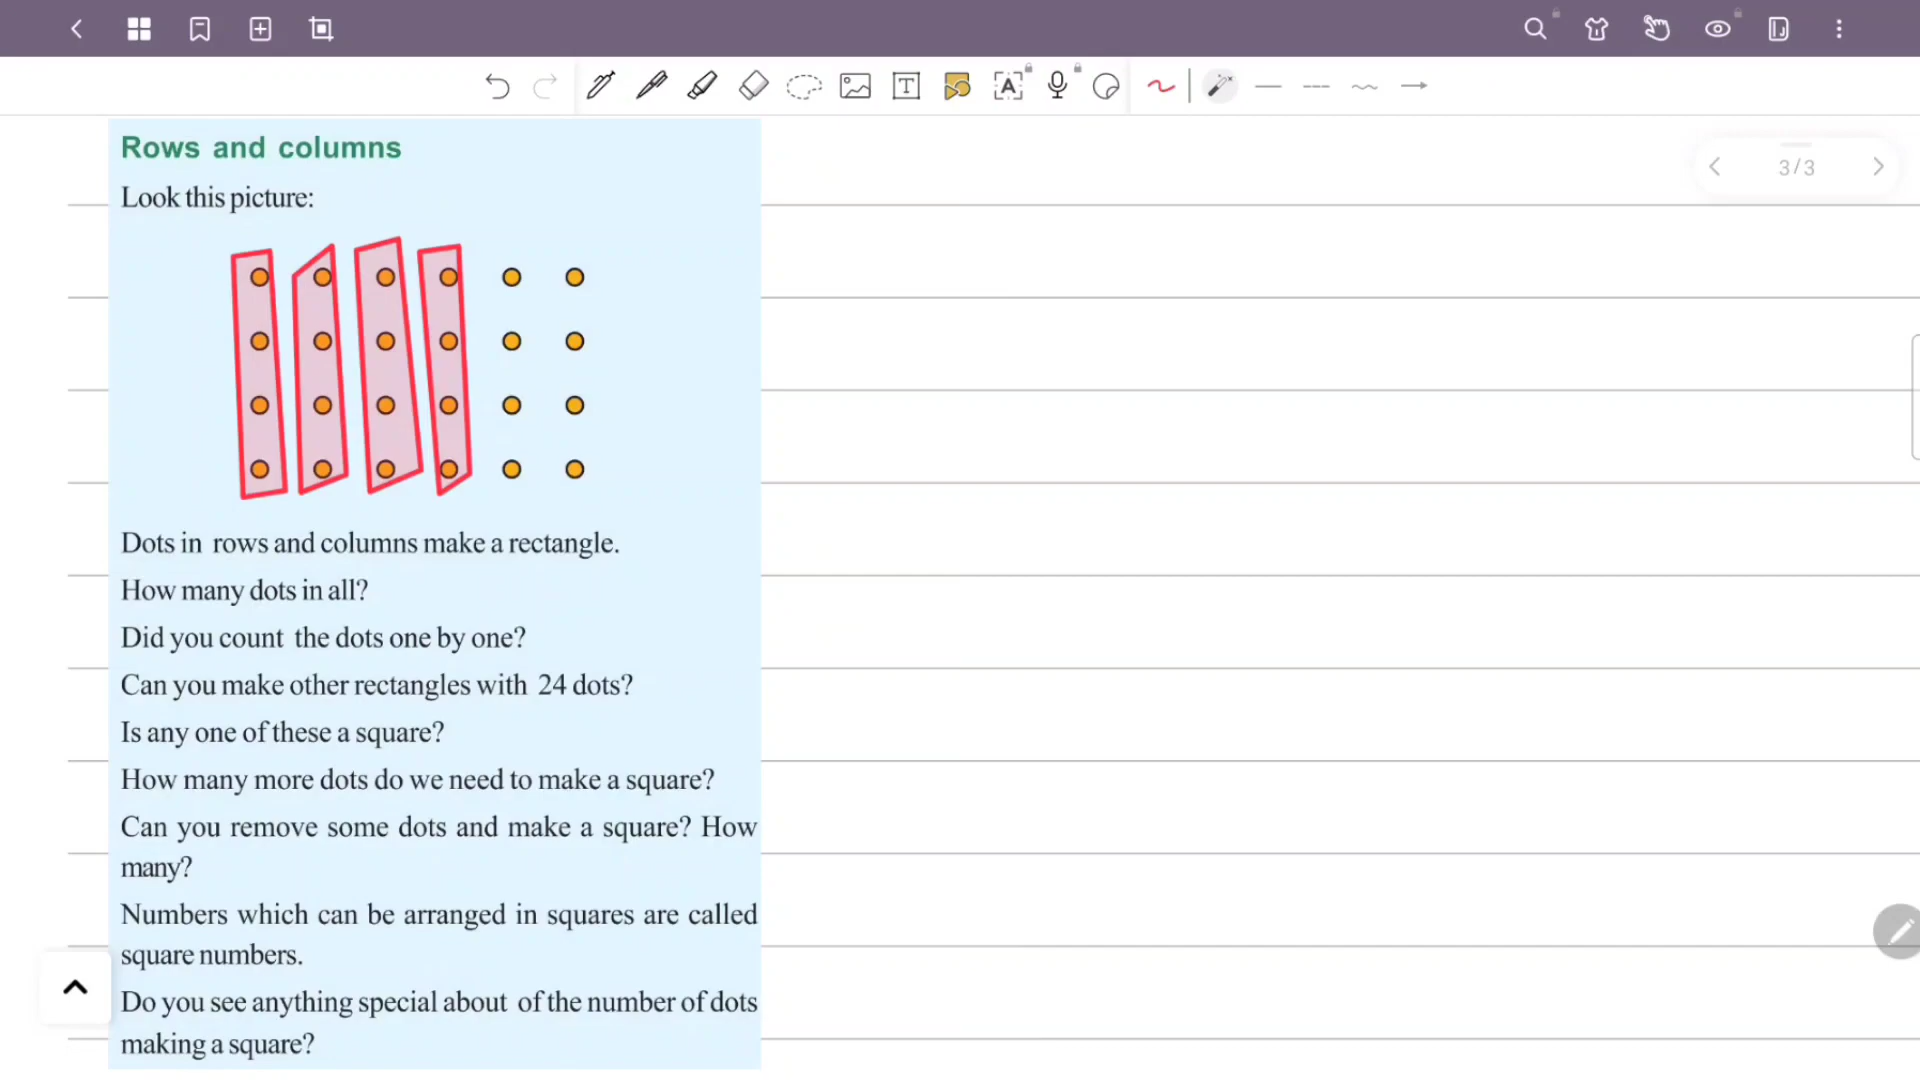 3/3
Rows and columns
Look this picture:
Dots in rows and columns make a rectangle.
How many dots in all?
Did you count the dots one by one?
Can you make other rectangles with 24 dots?
Is any one of these a square?
How many more dots do we need to make a square?
Can you remove some dots and make a square? How
many?
Numbers which can be arranged in squares are called
square numbers.
Do you see anything special about of the number of dots
making a square?